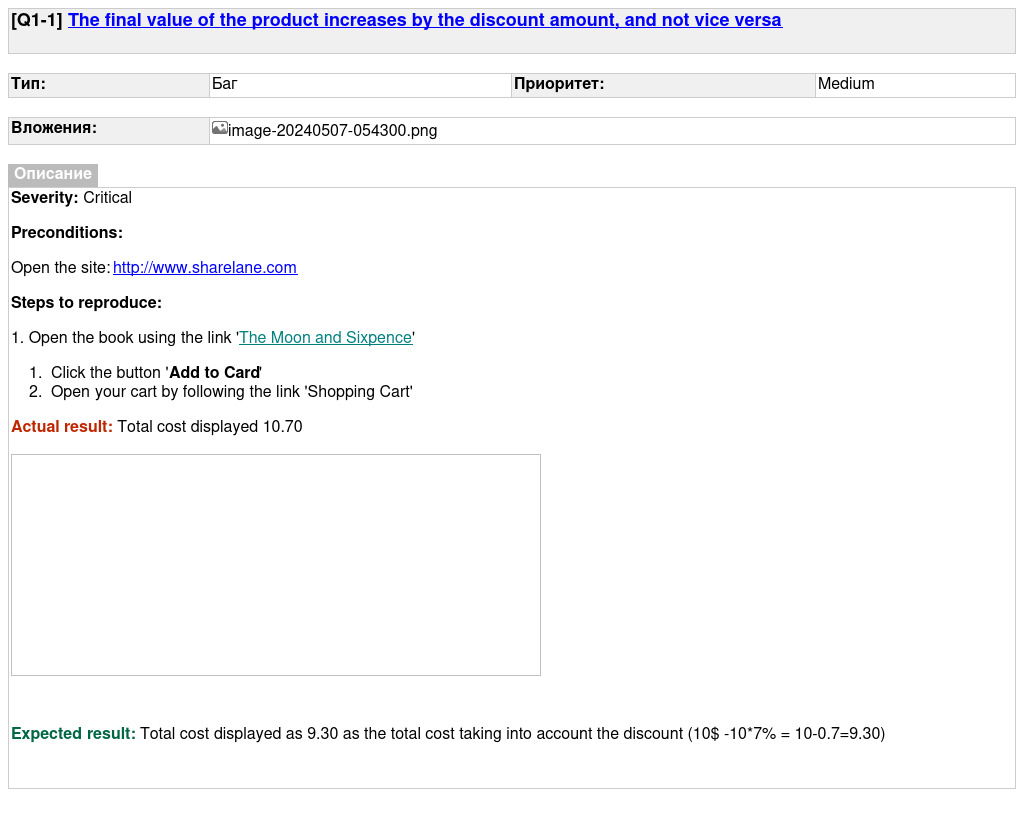 [Q1-1] The final value of the product increases by the discount amount, and not vice versa
Тип: Баг Приоритет: Medium
Вложения: image-20240507-054300.png
Описание
Severity: Critical
Preconditions:
Open the site: http://www.sharelane.com
Steps to reproduce:
1. Open the book using the link 'The Moon and Sixpence'
1. Click the button 'Add to Card'
2. Open your cart by following the link 'Shopping Cart'
Actual result: Total cost displayed 10.70
Expected result: Total cost displayed as 9.30 as the total cost taking into account the discount (10$ -10*7% = 10-0.7=9.30)